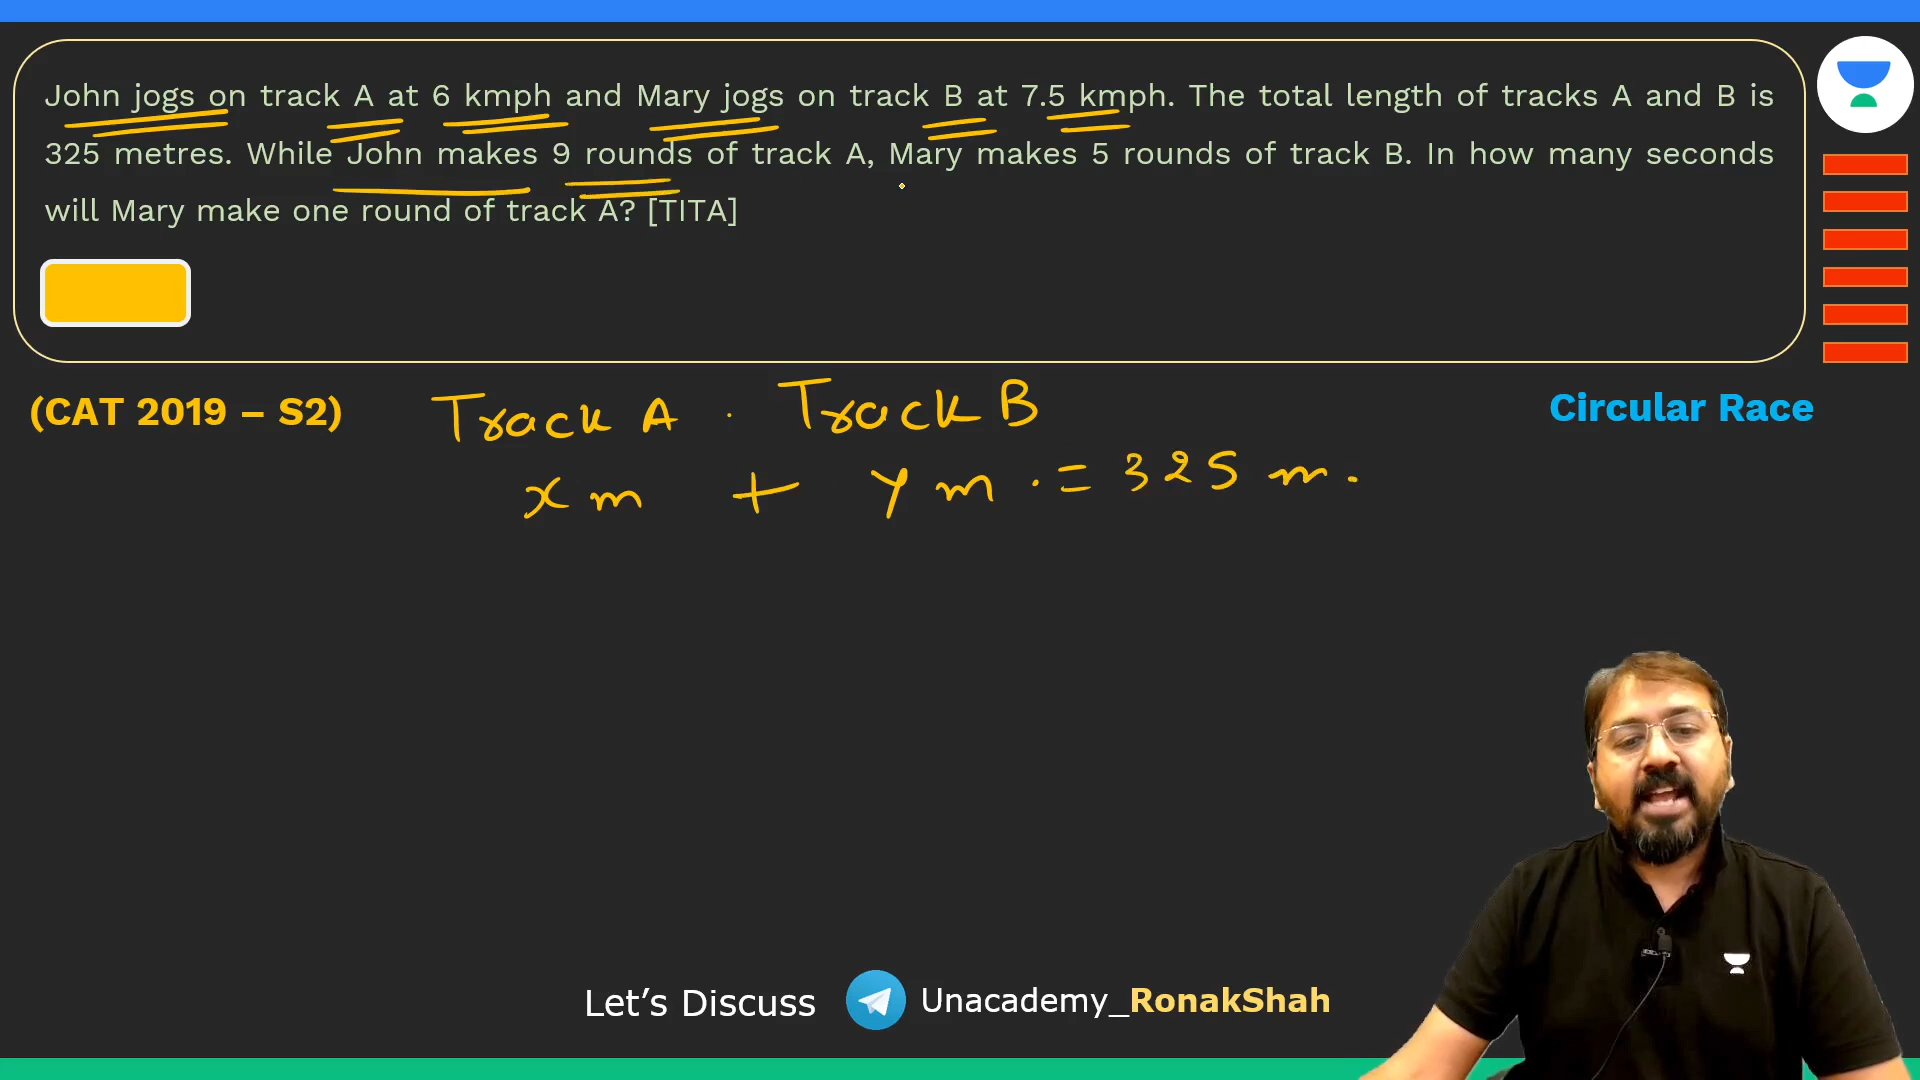 John jogs on track A at 6 kmph and Mary jogs on track B at 7.5 kmph. The total length of tracks A and B is
325 metres. While John makes 9 rounds of track A, Mary makes 5 rounds of track B. In how many seconds
will Mary make one round of track A? [TITA]
(CAT 2019 – S2)
Track A . Track B
Circular Race
x m + y m . = 325 m .
Let’s Discuss
Unacademy_RonakShah